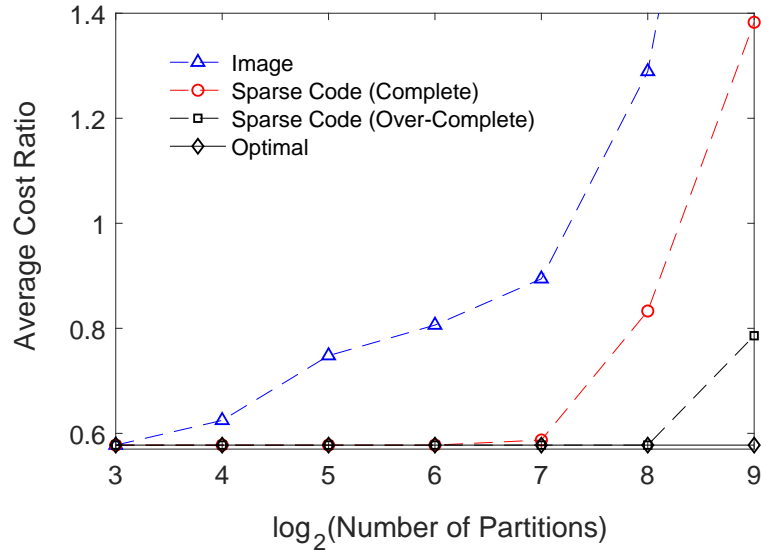 1.4
1.2
1
0.8
0.6
Average Cost Ratio
Image
Sparse Code (Complete)
Sparse Code (Over-Complete)
Optimal
3 4 5 6 7 8 9
log2(Number of Partitions)